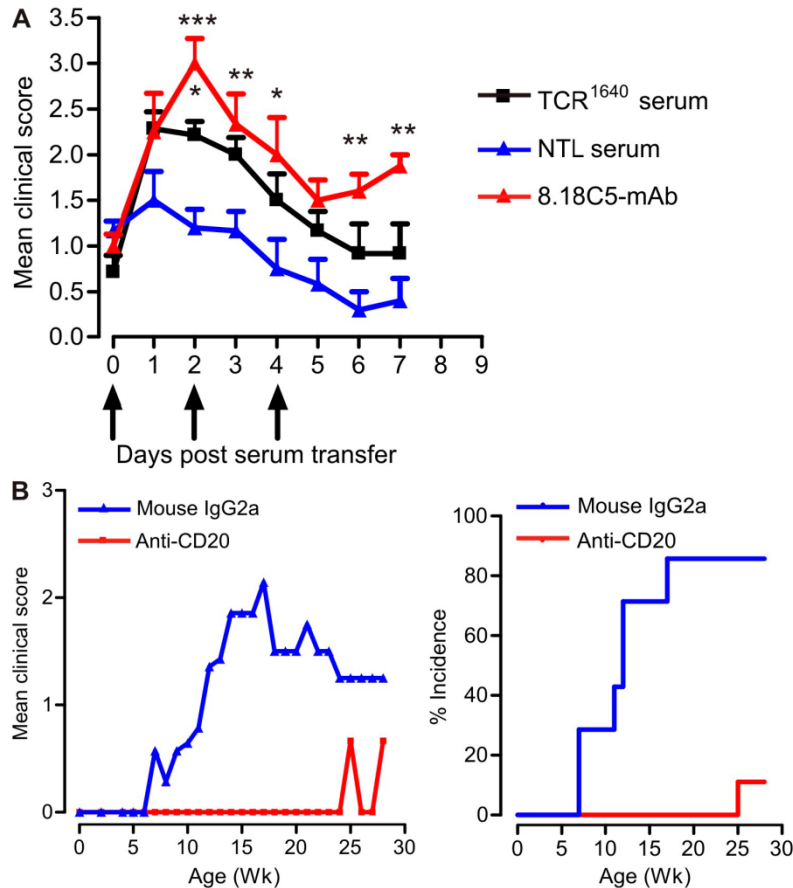 A
Mean clinical score
3.5
3.0
2.5
2.0
1.5
1.0
0.5
0.0
***
*
**
*
**
**
0 1 2 3 4 5 6 7 8 9
Days post serum transfer
TCR¹⁶⁴⁰ serum
NTL serum
8.18C5-mAb
B
Mean clinical score
3
2
1
0
Mouse IgG2a
Anti-CD20
0 5 10 15 20 25 30
Age (Wk)
% Incidence
100
80
60
40
20
0
Mouse IgG2a
Anti-CD20
0 5 10 15 20 25 30
Age (Wk)